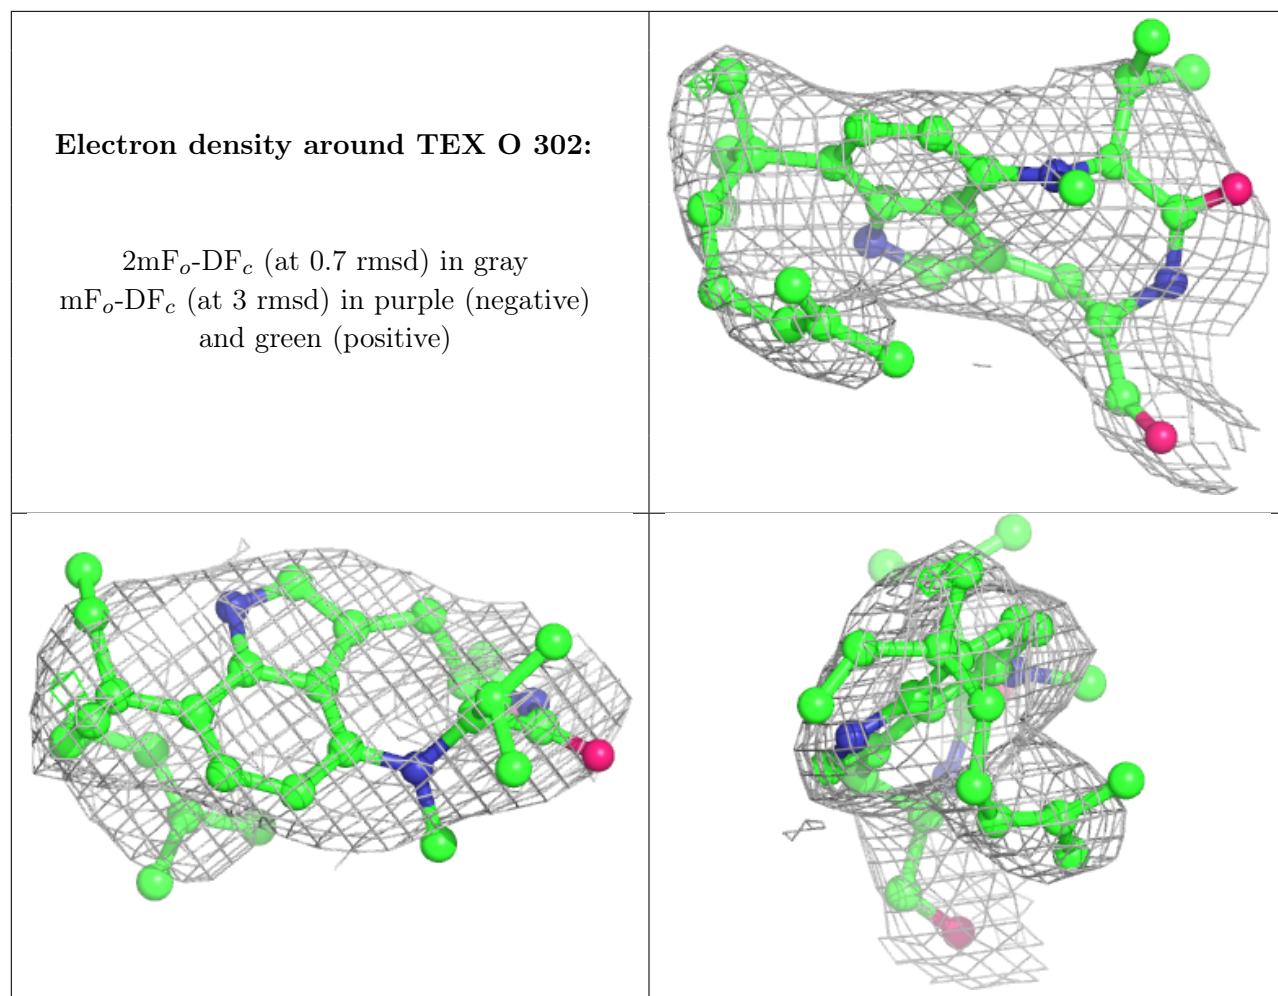 Electron density around TEX O 302:
2mFo-DFc (at 0.7 rmsd) in gray
mFo-DFc (at 3 rmsd) in purple (negative)
and green (positive)